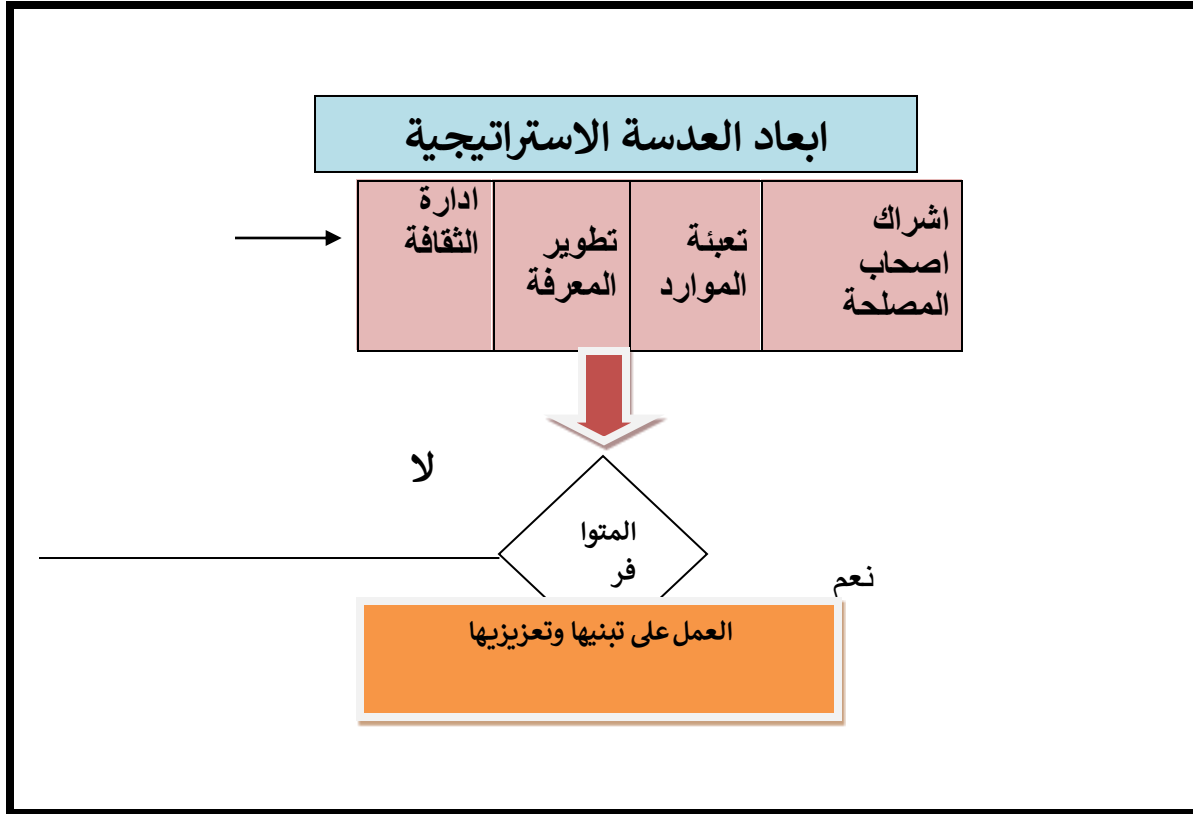 ابعاد العدسة الاستراتيجية
اشراك
اصحاب
المصلحة
تعبئة
الموارد
تطوير
المعرفة
ادارة
الثقافة
لا
المتوا
فر
نعم
العمل على تبنيها وتعزيزيها